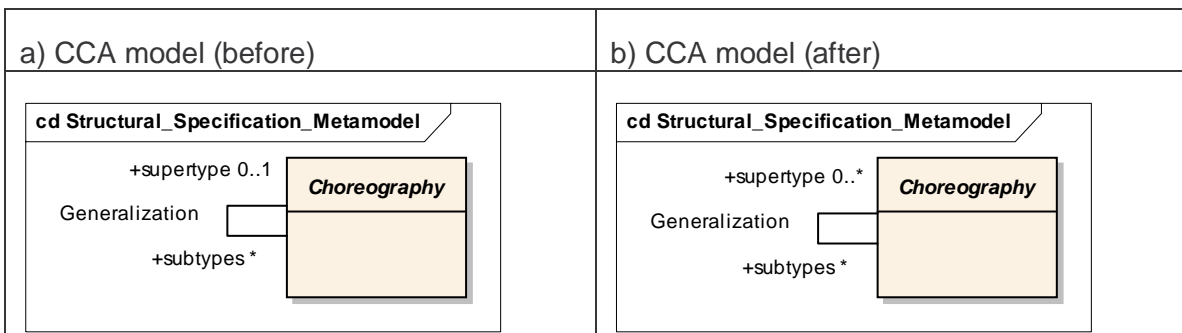 a) CCA model (before)
b) CCA model (after)
cd Structural_Specification_Metamodel
+supertype 0..1
Choreography
Generalization
+subtypes *
cd Structural_Specification_Metamodel
+supertype 0..*
Choreography
Generalization
+subtypes *